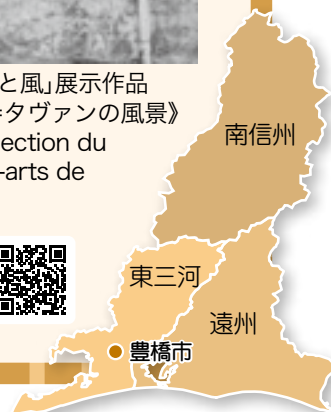 と風」展示作品
タヴァンの風景》
ection du
-arts de
南信州
東三河
遠州
豊橋市